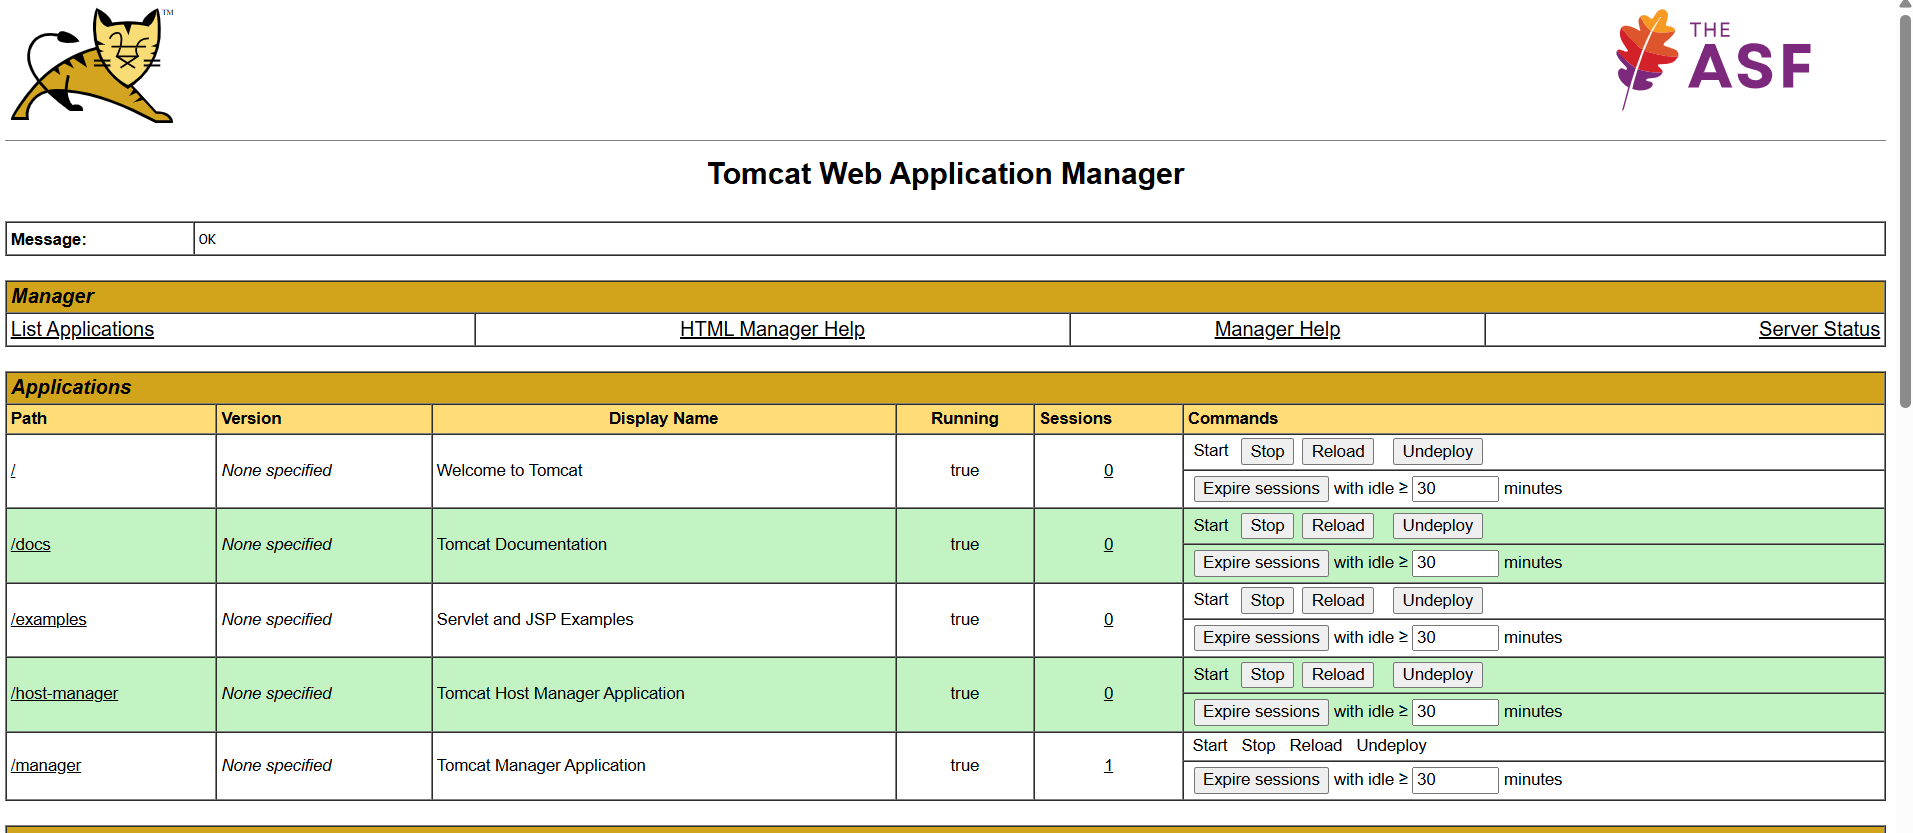 TM
THE
ASF
Tomcat Web Application Manager
Message: OK
Manager
List Applications HTML Manager Help Manager Help Server Status
Applications
Path Version Display Name Running Sessions Commands
/ None specified Welcome to Tomcat true 0 Start Stop Reload Undeploy
Expire sessions with idle ≥ 30 minutes
/docs None specified Tomcat Documentation true 0 Start Stop Reload Undeploy
Expire sessions with idle ≥ 30 minutes
/examples None specified Servlet and JSP Examples true 0 Start Stop Reload Undeploy
Expire sessions with idle ≥ 30 minutes
/host-manager None specified Tomcat Host Manager Application true 0 Start Stop Reload Undeploy
Expire sessions with idle ≥ 30 minutes
/manager None specified Tomcat Manager Application true 1 Start Stop Reload Undeploy
Expire sessions with idle ≥ 30 minutes